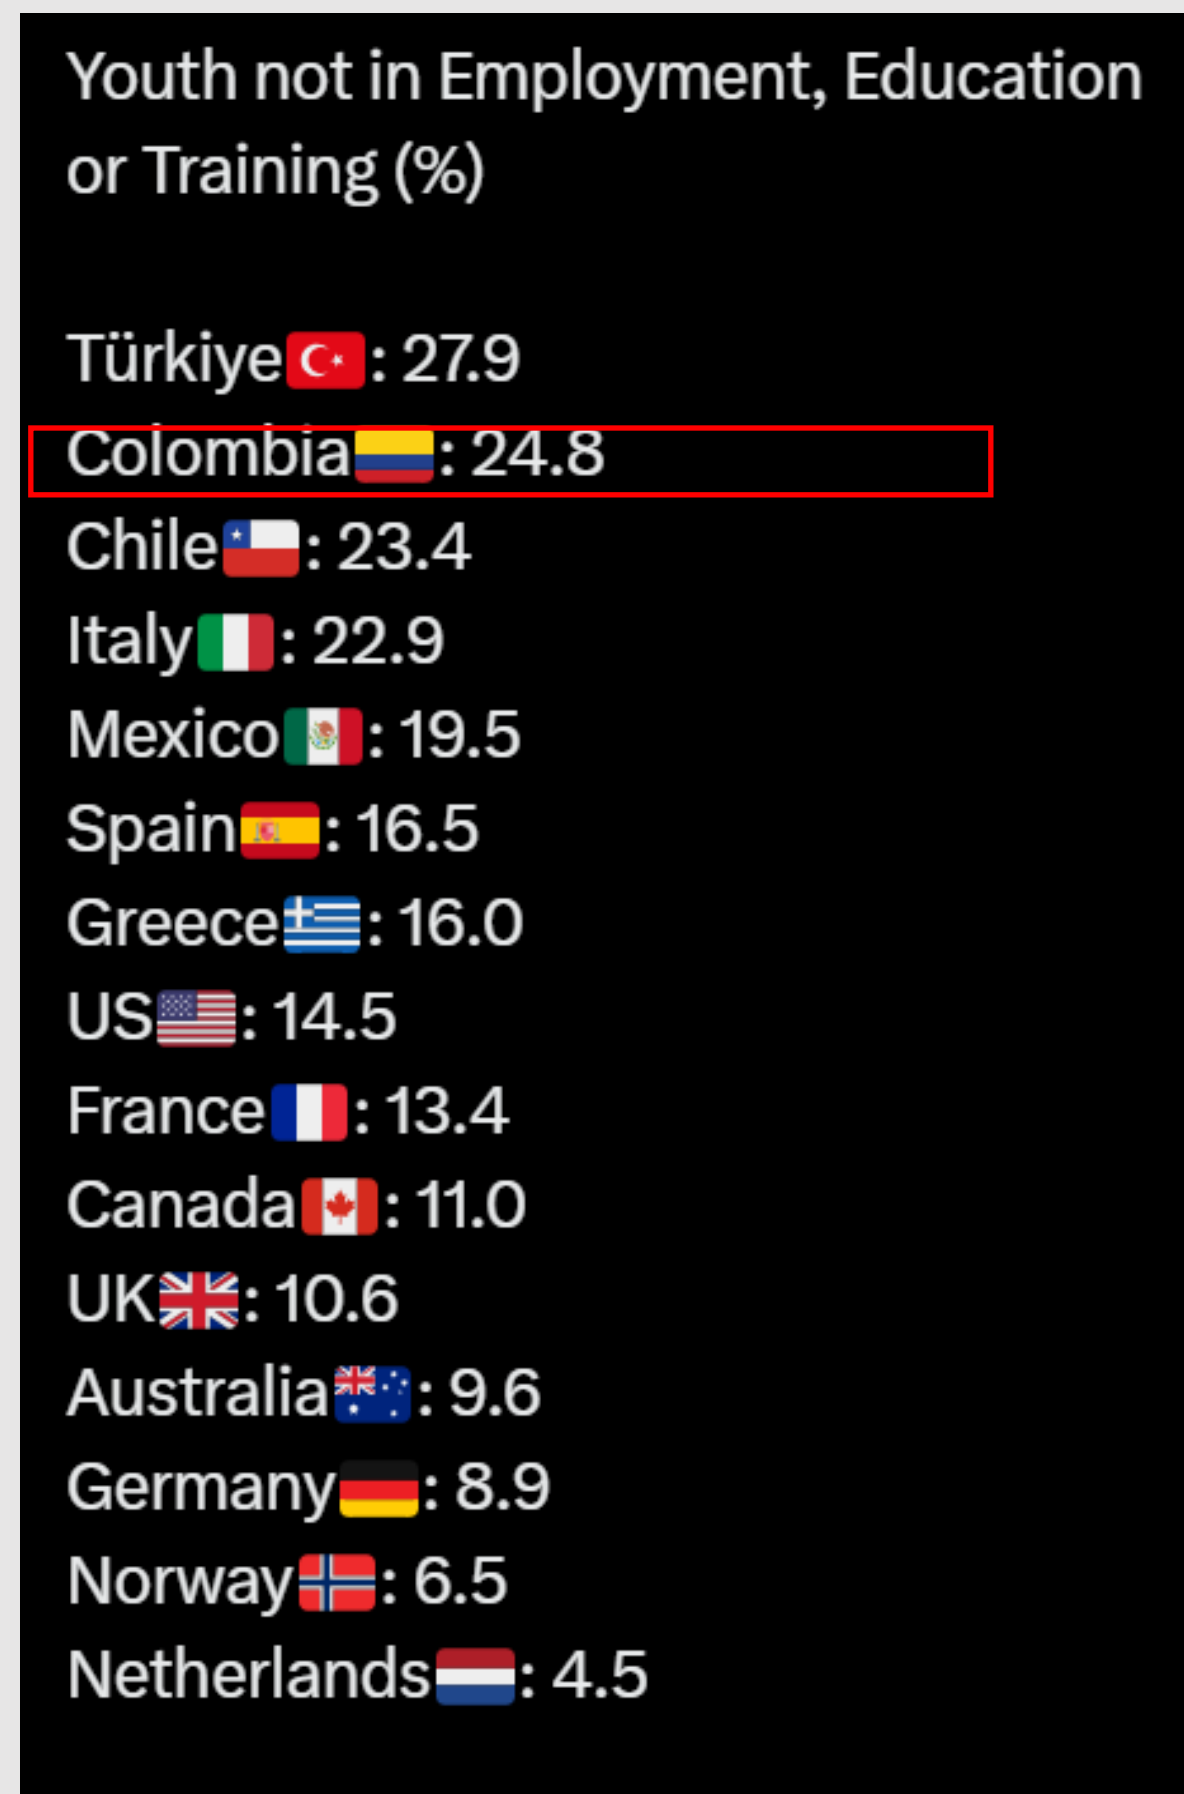 Youth not in Employment, Education
or Training (%)
Türkiye🇹🇷: 27.9
Colombia🇨🇴: 24.8
Chile🇨🇱: 23.4
Italy🇮🇹: 22.9
Mexico🇲🇽: 19.5
Spain🇪🇸: 16.5
Greece🇬🇷: 16.0
US🇺🇸: 14.5
France🇫🇷: 13.4
Canada🇨🇦: 11.0
UK🇬🇧: 10.6
Australia🇦🇺: 9.6
Germany🇩🇪: 8.9
Norway🇳🇴: 6.5
Netherlands🇳🇱: 4.5